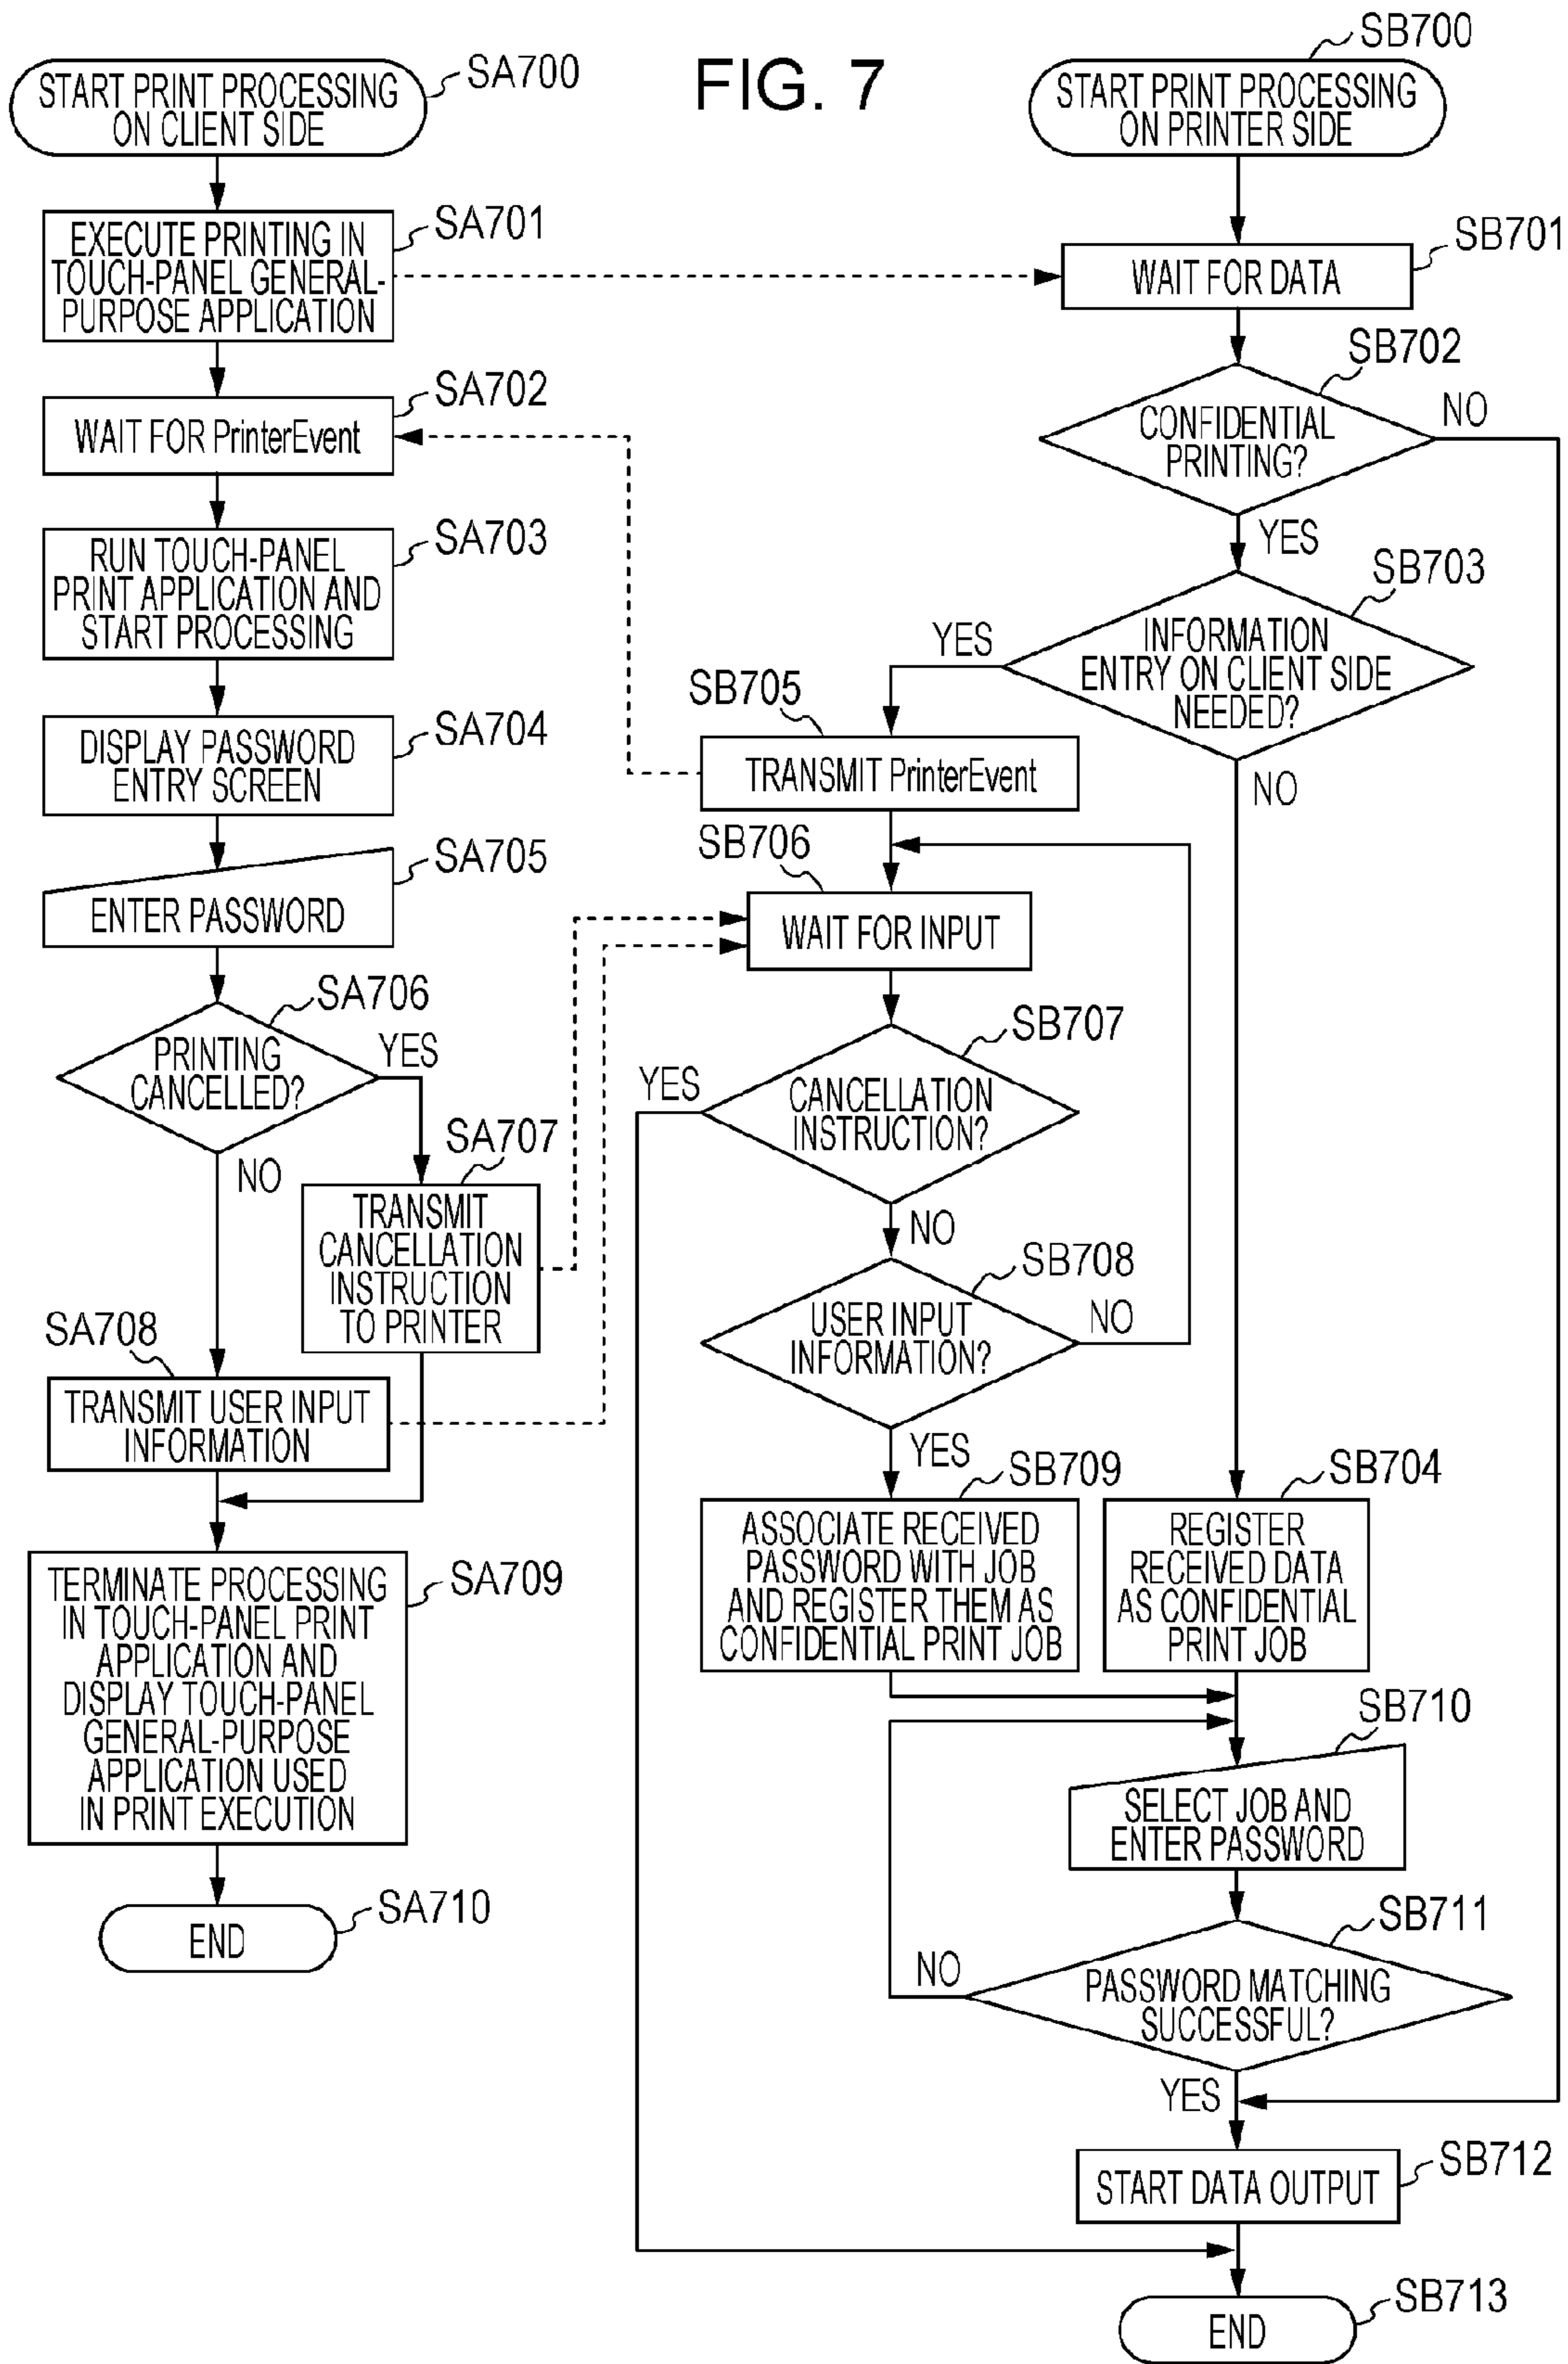 FIG. 7
START PRINT PROCESSING
ON CLIENT SIDE
SA700
EXECUTE PRINTING IN
TOUCH-PANEL GENERAL-
PURPOSE APPLICATION
SA701
WAIT FOR PrinterEvent
SA702
RUN TOUCH-PANEL
PRINT APPLICATION AND
START PROCESSING
SA703
DISPLAY PASSWORD
ENTRY SCREEN
SA704
ENTER PASSWORD
SA705
PRINTING
CANCELLED?
SA706
YES
NO
SA707
TRANSMIT
CANCELLATION
INSTRUCTION
TO PRINTER
SA708
TRANSMIT USER INPUT
INFORMATION
TERMINATE PROCESSING
IN TOUCH-PANEL PRINT
APPLICATION AND
DISPLAY TOUCH-PANEL
GENERAL-PURPOSE
APPLICATION USED
IN PRINT EXECUTION
SA709
END
SA710
SB700
START PRINT PROCESSING
ON PRINTER SIDE
SB701
WAIT FOR DATA
SB702
CONFIDENTIAL
PRINTING?
NO
YES
SB703
INFORMATION
ENTRY ON CLIENT SIDE
NEEDED?
YES
NO
SB705
TRANSMIT PrinterEvent
SB706
WAIT FOR INPUT
SB707
CANCELLATION
INSTRUCTION?
YES
NO
SB708
USER INPUT
INFORMATION?
NO
YES
SB709
ASSOCIATE RECEIVED
PASSWORD WITH JOB
AND REGISTER THEM AS
CONFIDENTIAL PRINT JOB
SB704
REGISTER
RECEIVED DATA
AS CONFIDENTIAL
PRINT JOB
SB710
SELECT JOB AND
ENTER PASSWORD
SB711
PASSWORD MATCHING
SUCCESSFUL?
NO
YES
SB712
START DATA OUTPUT
SB713
END